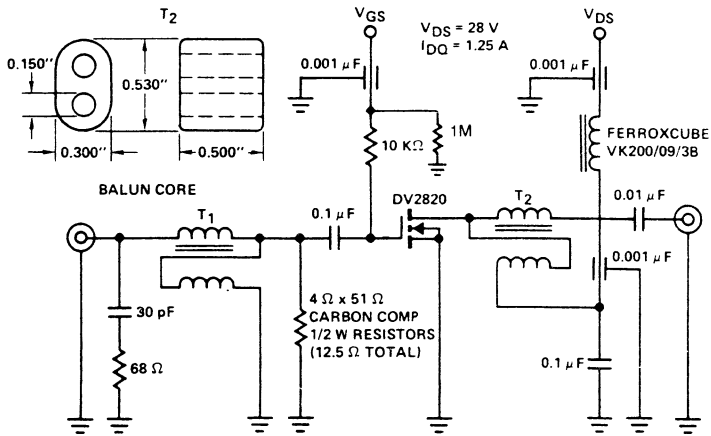 T2
0.150''
0.530''
0.300''
0.500''
BALUN CORE
VGS
VDS = 28 V
IDQ = 1.25 A
VDS
0.001 µF
0.001 µF
1M
10 KΩ
FERROXCUBE
VK200/09/3B
DV2820
T1
T2
0.1 µF
0.01 µF
0.001 µF
30 pF
68 Ω
4 Ω x 51 Ω
CARBON COMP
1/2 W RESISTORS
(12.5 Ω TOTAL)
0.1 µF